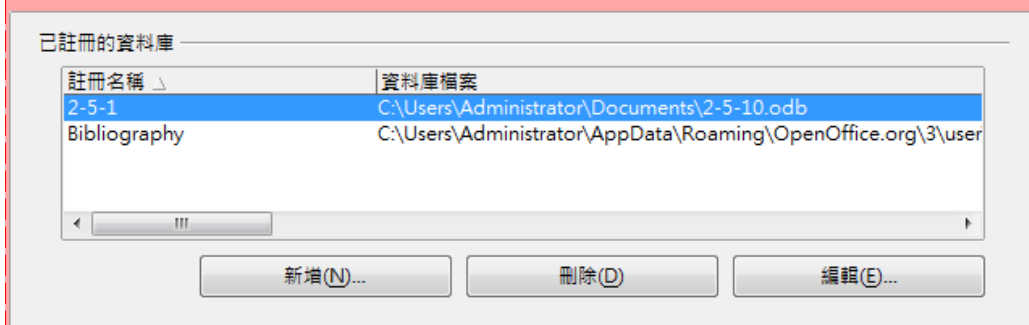 已註冊的資料庫
註冊名稱 資料庫檔案
2-5-1 C:\Users\Administrator\Documents\2-5-10.odb
Bibliography C:\Users\Administrator\AppData\Roaming\OpenOffice.org\3\user
新增(N)... 刪除(D) 編輯(E)...